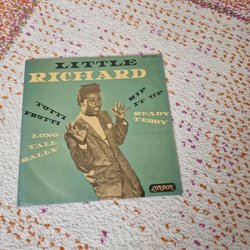 LITTLE
RICHARD
TUTTI
FRUTTI
RIP
IT UP
LONG
TALL
SALLY
READY
TEDDY
LONDON